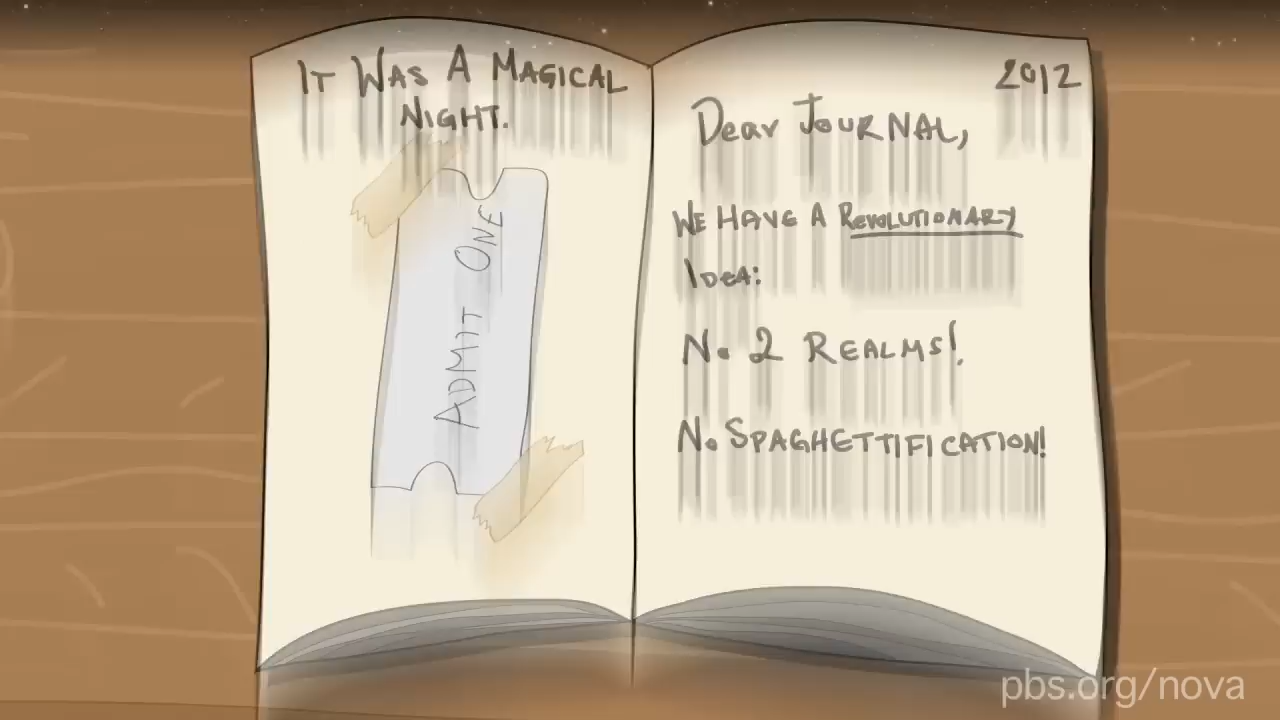 IT WAS A MAGICAL
NIGHT.
ADMIT ONE
2012
Dear JOURNAL,
WE HAVE A REVOLUTIONARY
IDEA:
No 2 REALMS!
No SPAGHETTIFICATION!
pbs.org/nova